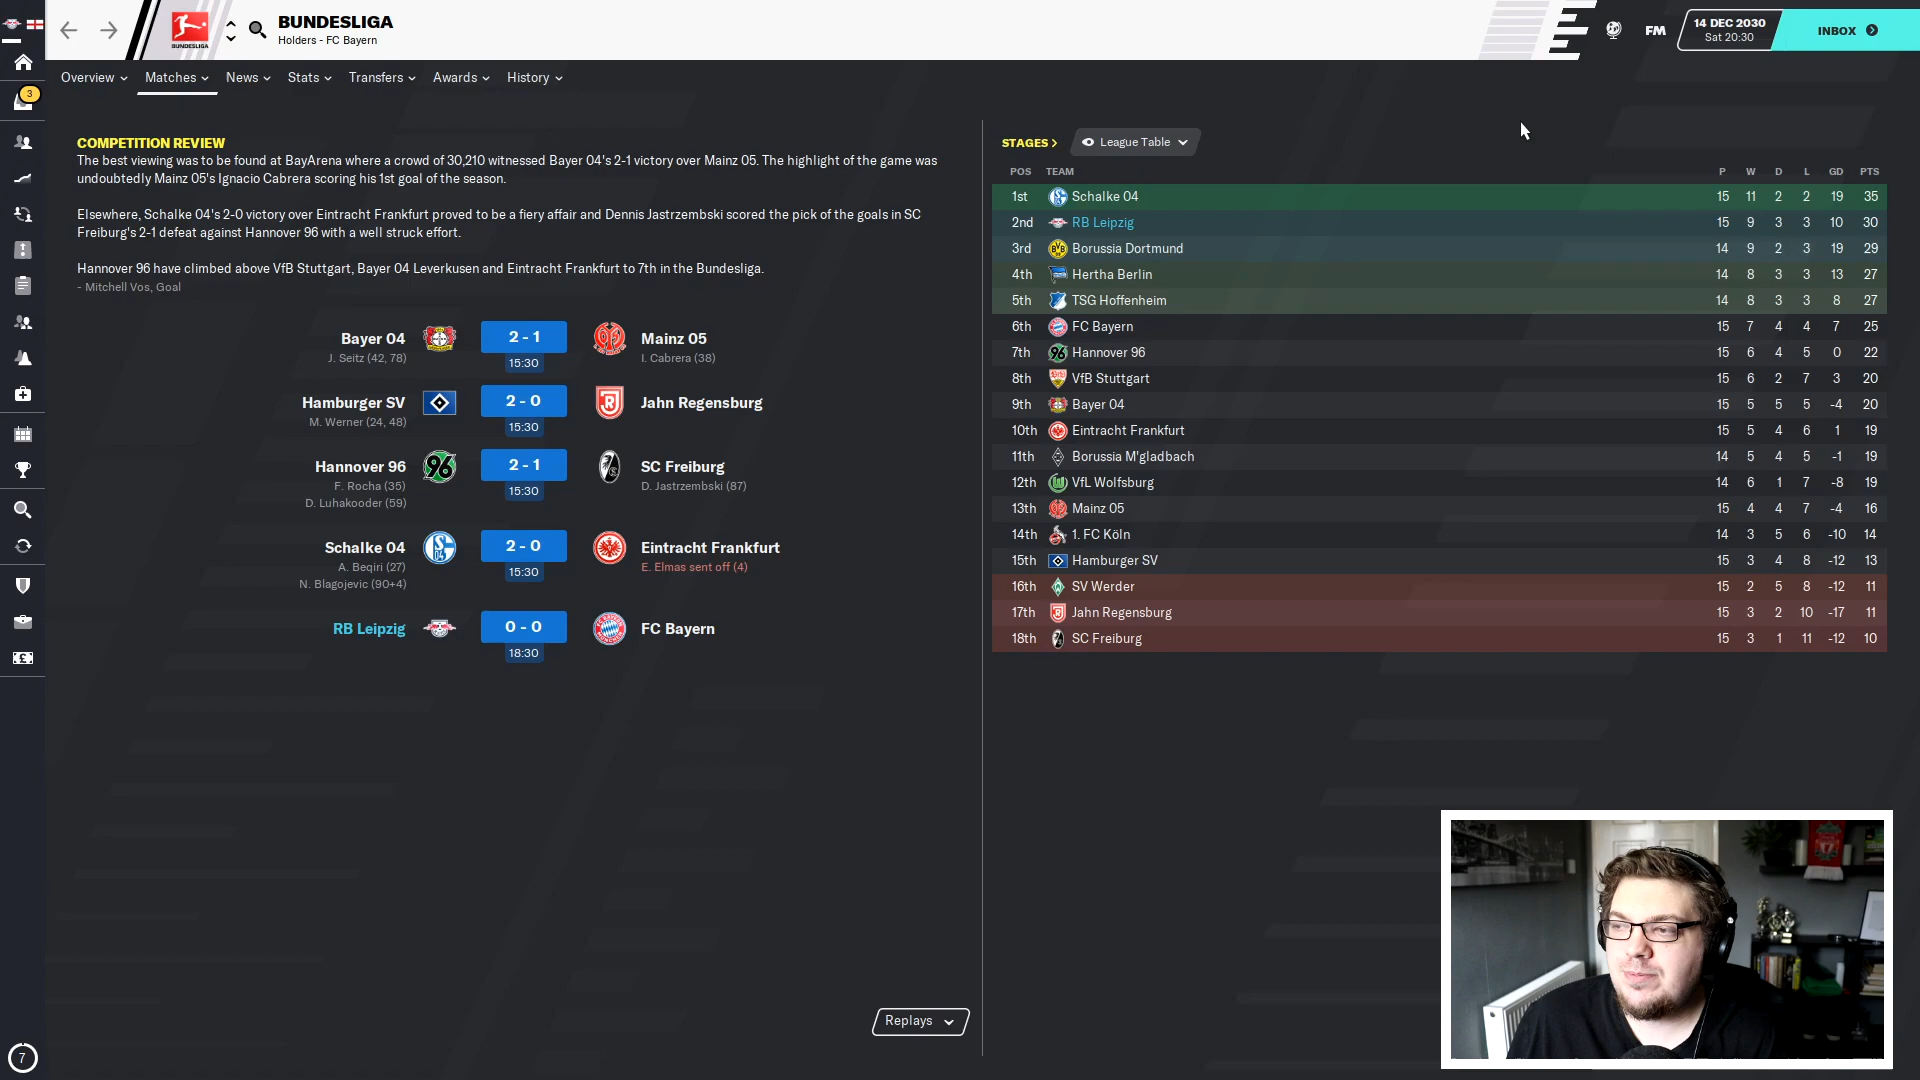 BUNDESLIGA
BUNDESLIGA
Holders - FC Bayern
FM
14 DEC 2030
Sat 20:30
INBOX
3
Overview
Matches
News
Stats
Transfers
Awards
History
COMPETITION REVIEW
The best viewing was to be found at BayArena where a crowd of 30,210 witnessed Bayer 04's 2-1 victory over Mainz 05. The highlight of the game was
undoubtedly Mainz 05's Ignacio Cabrera scoring his 1st goal of the season.
Elsewhere, Schalke 04's 2-0 victory over Eintracht Frankfurt proved to be a fiery affair and Dennis Jastrzembski scored the pick of the goals in SC
Freiburg's 2-1 defeat against Hannover 96 with a well struck effort.
Hannover 96 have climbed above VfB Stuttgart, Bayer 04 Leverkusen and Eintracht Frankfurt to 7th in the Bundesliga.
- Mitchell Vos, Goal
Bayer 04 2 - 1 Mainz 05
J. Seitz (42, 78) 15:30 I. Cabrera (38)
Hamburger SV 2 - 0 Jahn Regensburg
M. Werner (24, 48) 15:30
Hannover 96 2 - 1 SC Freiburg
F. Rocha (35) 15:30 D. Jastrzembski (87)
D. Luhakooder (59)
Schalke 04 2 - 0 Eintracht Frankfurt
A. Beqiri (27) 15:30 E. Elmas sent off (4)
N. Blagojevic (90+4)
RB Leipzig 0 - 0 FC Bayern
18:30
Replays
7
STAGES >
League Table
POS TEAM P W D L GD PTS
1st Schalke 04 15 11 2 2 19 35
2nd RB Leipzig 15 9 3 3 10 30
3rd Borussia Dortmund 14 9 2 3 19 29
4th Hertha Berlin 14 8 3 3 13 27
5th TSG Hoffenheim 14 8 3 3 8 27
6th FC Bayern 15 7 4 4 7 25
7th Hannover 96 15 6 4 5 0 22
8th VfB Stuttgart 15 6 2 7 3 20
9th Bayer 04 15 5 5 5 -4 20
10th Eintracht Frankfurt 15 5 4 6 1 19
11th Borussia M'gladbach 14 5 4 5 -1 19
12th VfL Wolfsburg 14 6 1 7 -8 19
13th Mainz 05 15 4 4 7 -4 16
14th 1. FC Köln 14 3 5 6 -10 14
15th Hamburger SV 15 3 4 8 -12 13
16th SV Werder 15 2 5 8 -12 11
17th Jahn Regensburg 15 3 2 10 -17 11
18th SC Freiburg 15 3 1 11 -12 10